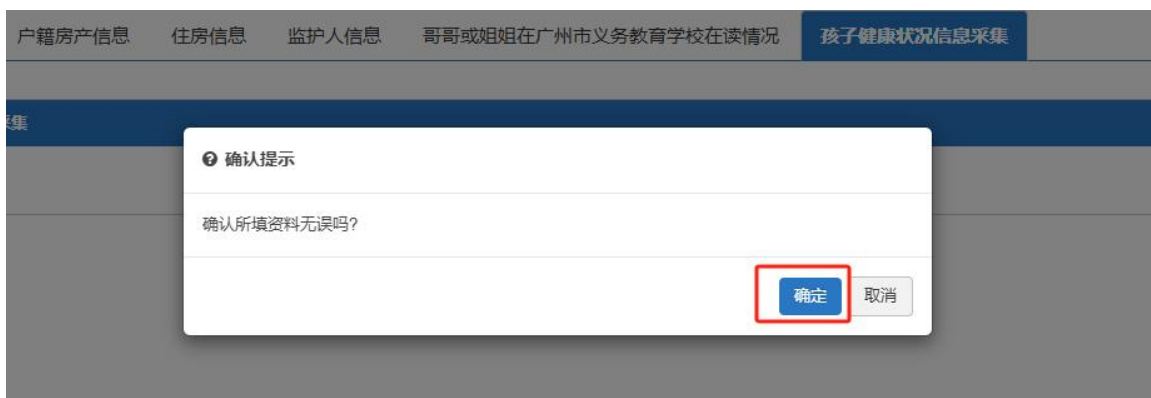 户籍房产信息 住房信息 监护人信息 哥哥或姐姐在广州市义务教育学校在读情况 孩子健康状况信息采集
采集
确认提示
确认所填资料无误吗?
确定 取消